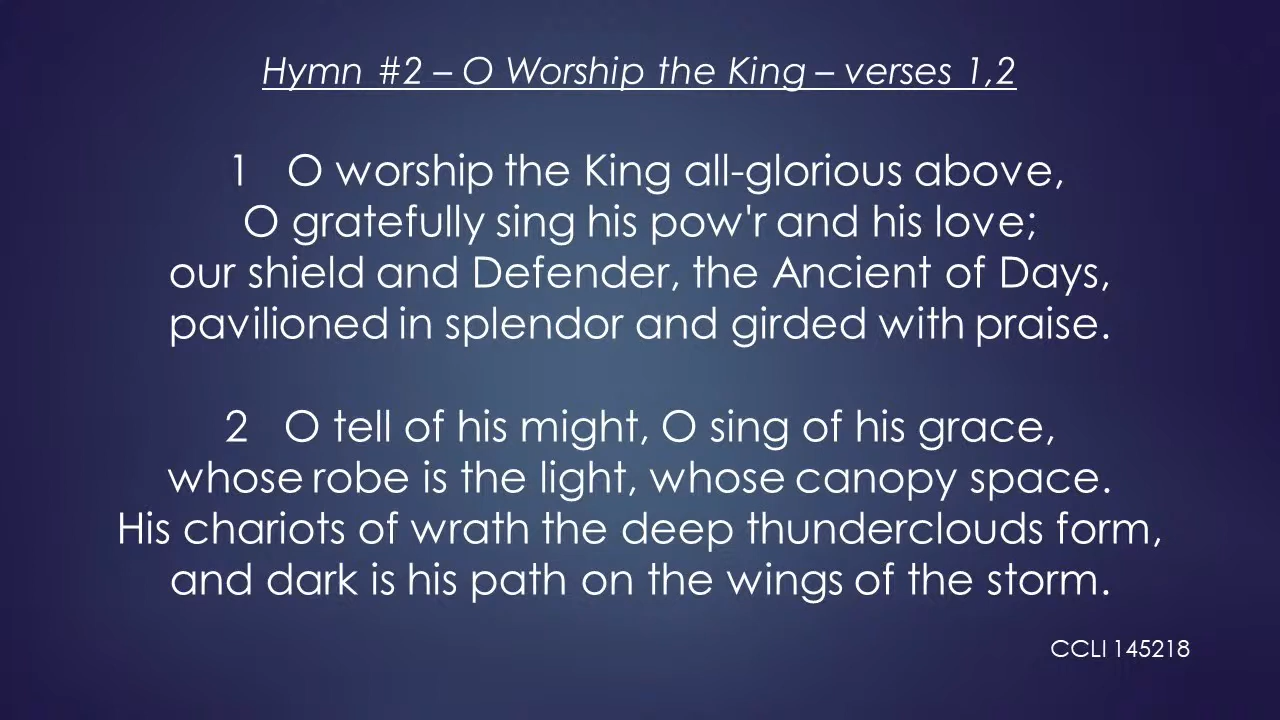 Hymn #2 – O Worship the King – verses 1,2
1 O worship the King all-glorious above,
O gratefully sing his pow'r and his love;
our shield and Defender, the Ancient of Days,
pavilioned in splendor and girded with praise.
2 O tell of his might, O sing of his grace,
whose robe is the light, whose canopy space.
His chariots of wrath the deep thunderclouds form,
and dark is his path on the wings of the storm.
CCLI 145218